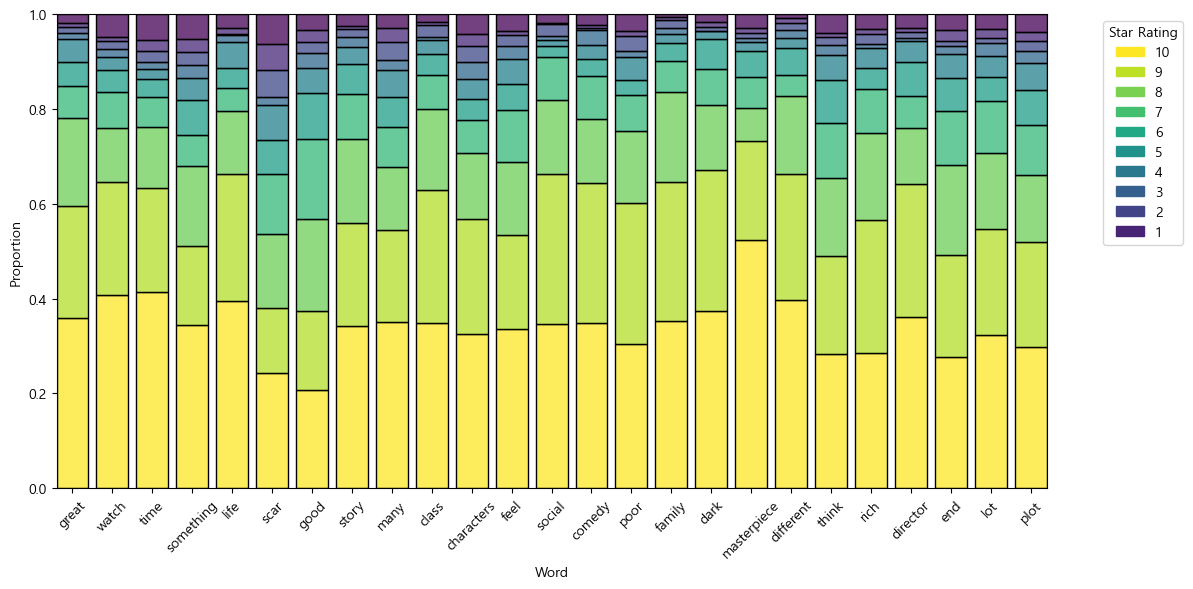 1.0
0.8
0.6
0.4
0.2
0.0
Proportion
great
watch
time
something
life
scar
good
story
many
class
characters
feel
social
comedy
poor
family
dark
masterpiece
different
think
rich
director
end
lot
plot
Word
Star Rating
10
9
8
7
6
5
4
3
2
1